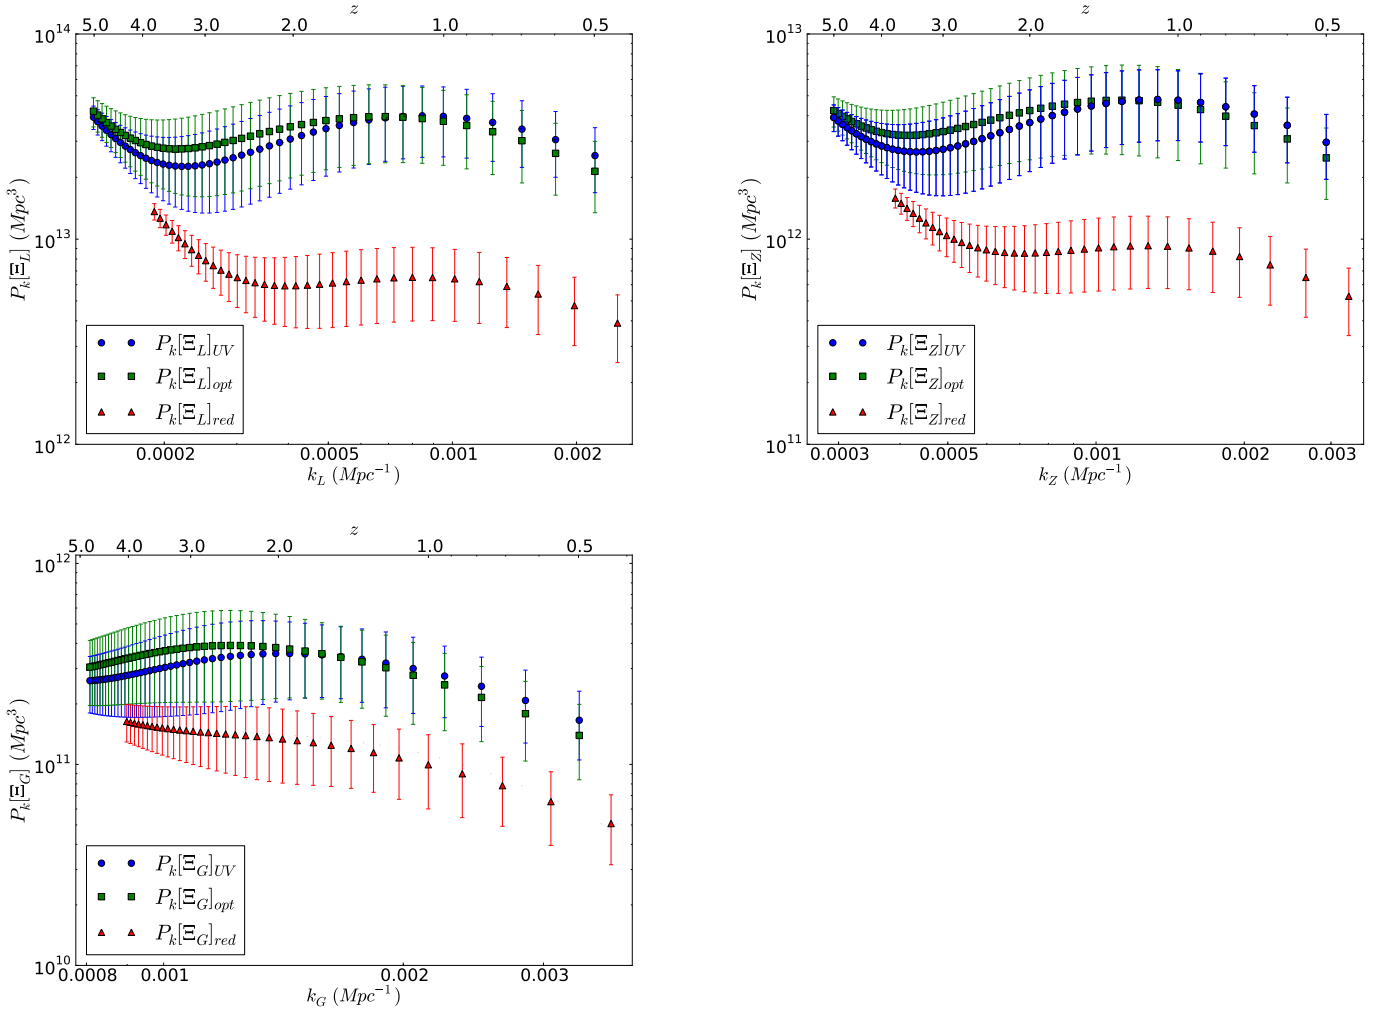 z
5.0 4.0 3.0 2.0 1.0 0.5
10^14
10^13
10^12
P_k[Ξ_L] (Mpc^3)
P_k[Ξ_L]_UV
P_k[Ξ_L]_opt
P_k[Ξ_L]_red
0.0002 0.0005 0.001 0.002
k_L (Mpc^−1)
z
5.0 4.0 3.0 2.0 1.0 0.5
10^13
10^12
10^11
P_k[Ξ_Z] (Mpc^3)
P_k[Ξ_Z]_UV
P_k[Ξ_Z]_opt
P_k[Ξ_Z]_red
0.0003 0.0005 0.001 0.002 0.003
k_Z (Mpc^−1)
z
5.0 4.0 3.0 2.0 1.0 0.5
10^12
10^11
10^10
P_k[Ξ_G] (Mpc^3)
P_k[Ξ_G]_UV
P_k[Ξ_G]_opt
P_k[Ξ_G]_red
0.0008 0.001 0.002 0.003
k_G (Mpc^−1)